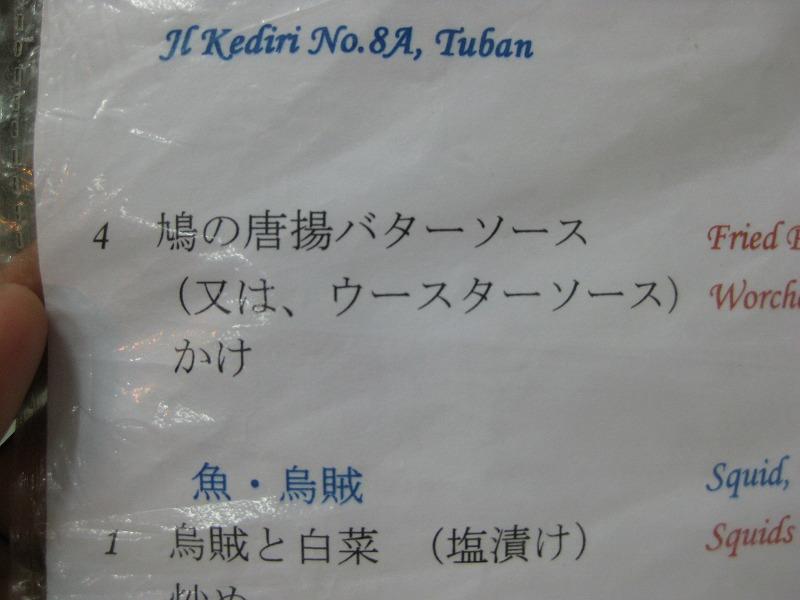 Jl Kediri No.8A, Tuban
4 鳩の唐揚バターソース Fried
（又は、ウースターソース）
かけ
魚・烏賊 Squid,
1 烏賊と白菜 （塩漬け） Squids
炒め